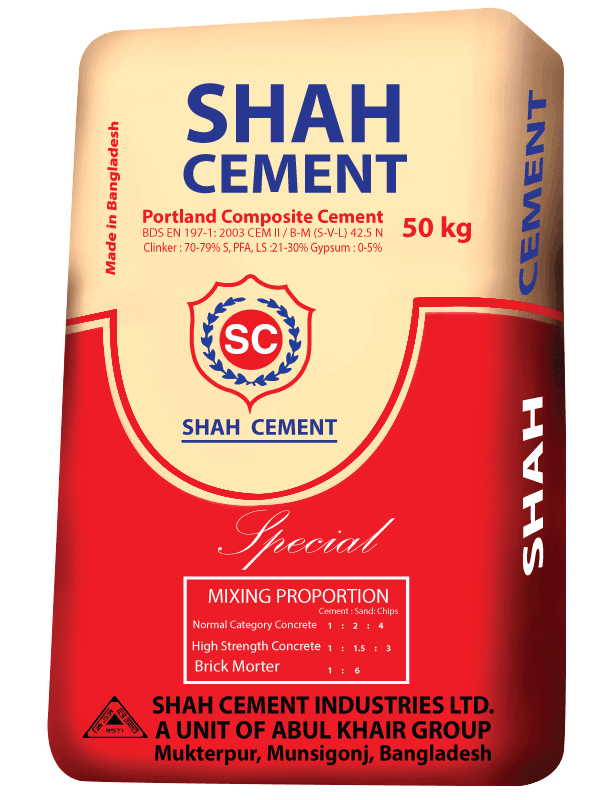 SHAH
CEMENT
Made in Bangladesh
Portland Composite Cement
BDS EN 197-1: 2003 CEM II / B-M (S-V-L) 42.5 N
Clinker : 70-79% S, PFA, LS :21-30% Gypsum : 0-5%
50 kg
SC
SHAH CEMENT
SHAH CEMENT
Special
MIXING PROPORTION
Cement : Sand: Chips
Normal Category Concrete 1 : 2 : 4
High Strength Concrete 1 : 1.5 : 3
Brick Morter 1 : 6
BSTI
SHAH CEMENT INDUSTRIES LTD.
A UNIT OF ABUL KHAIR GROUP
Mukterpur, Munsigonj, Bangladesh